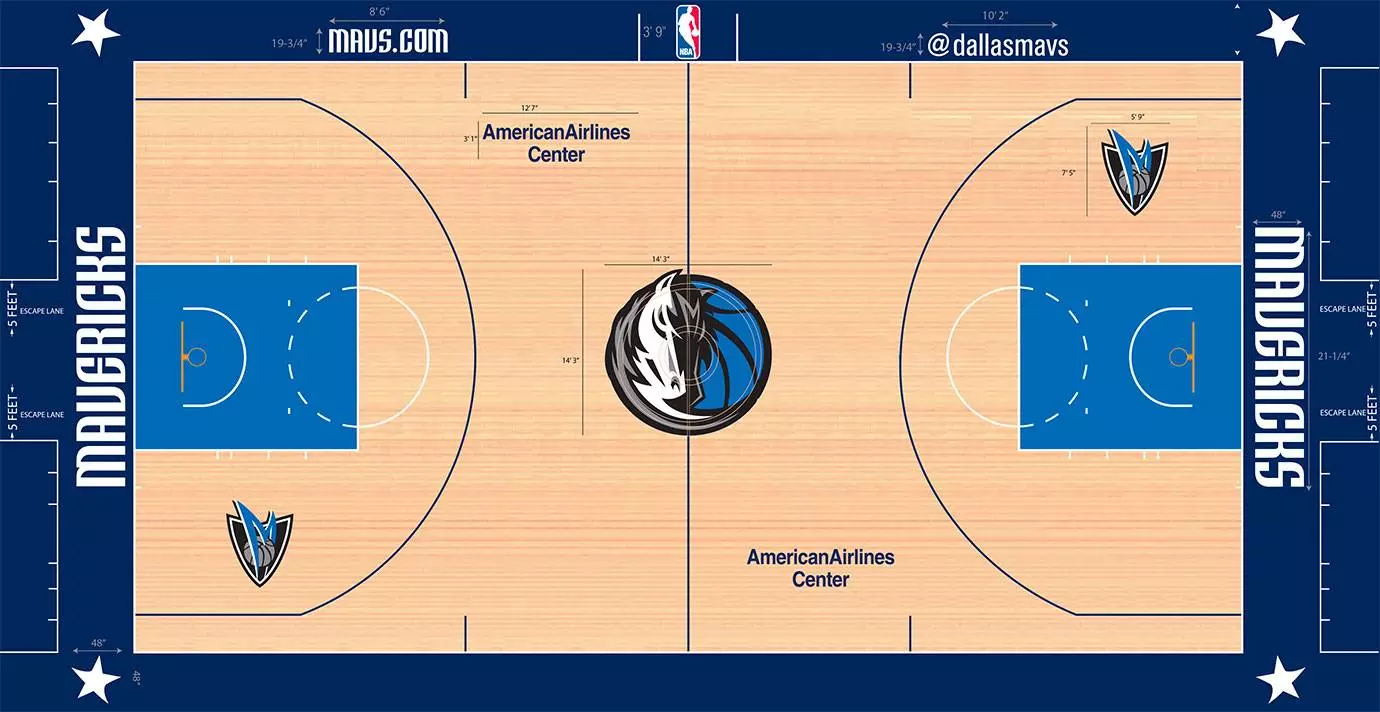 8' 6"
19-3/4"
MAVS.COM
3' 9"
NBA
10' 2"
19-3/4"
@dallasmavs
12'7"
3' 1"
AmericanAirlines
Center
5' 9"
7' 5"
48"
MAVERICKS
5 FEET
ESCAPE LANE
5 FEET
ESCAPE LANE
14' 3"
14' 3"
MAVERICKS
ESCAPE LANE
5 FEET
21-1/4"
ESCAPE LANE
5 FEET
M
M
AmericanAirlines
Center
48"
48"